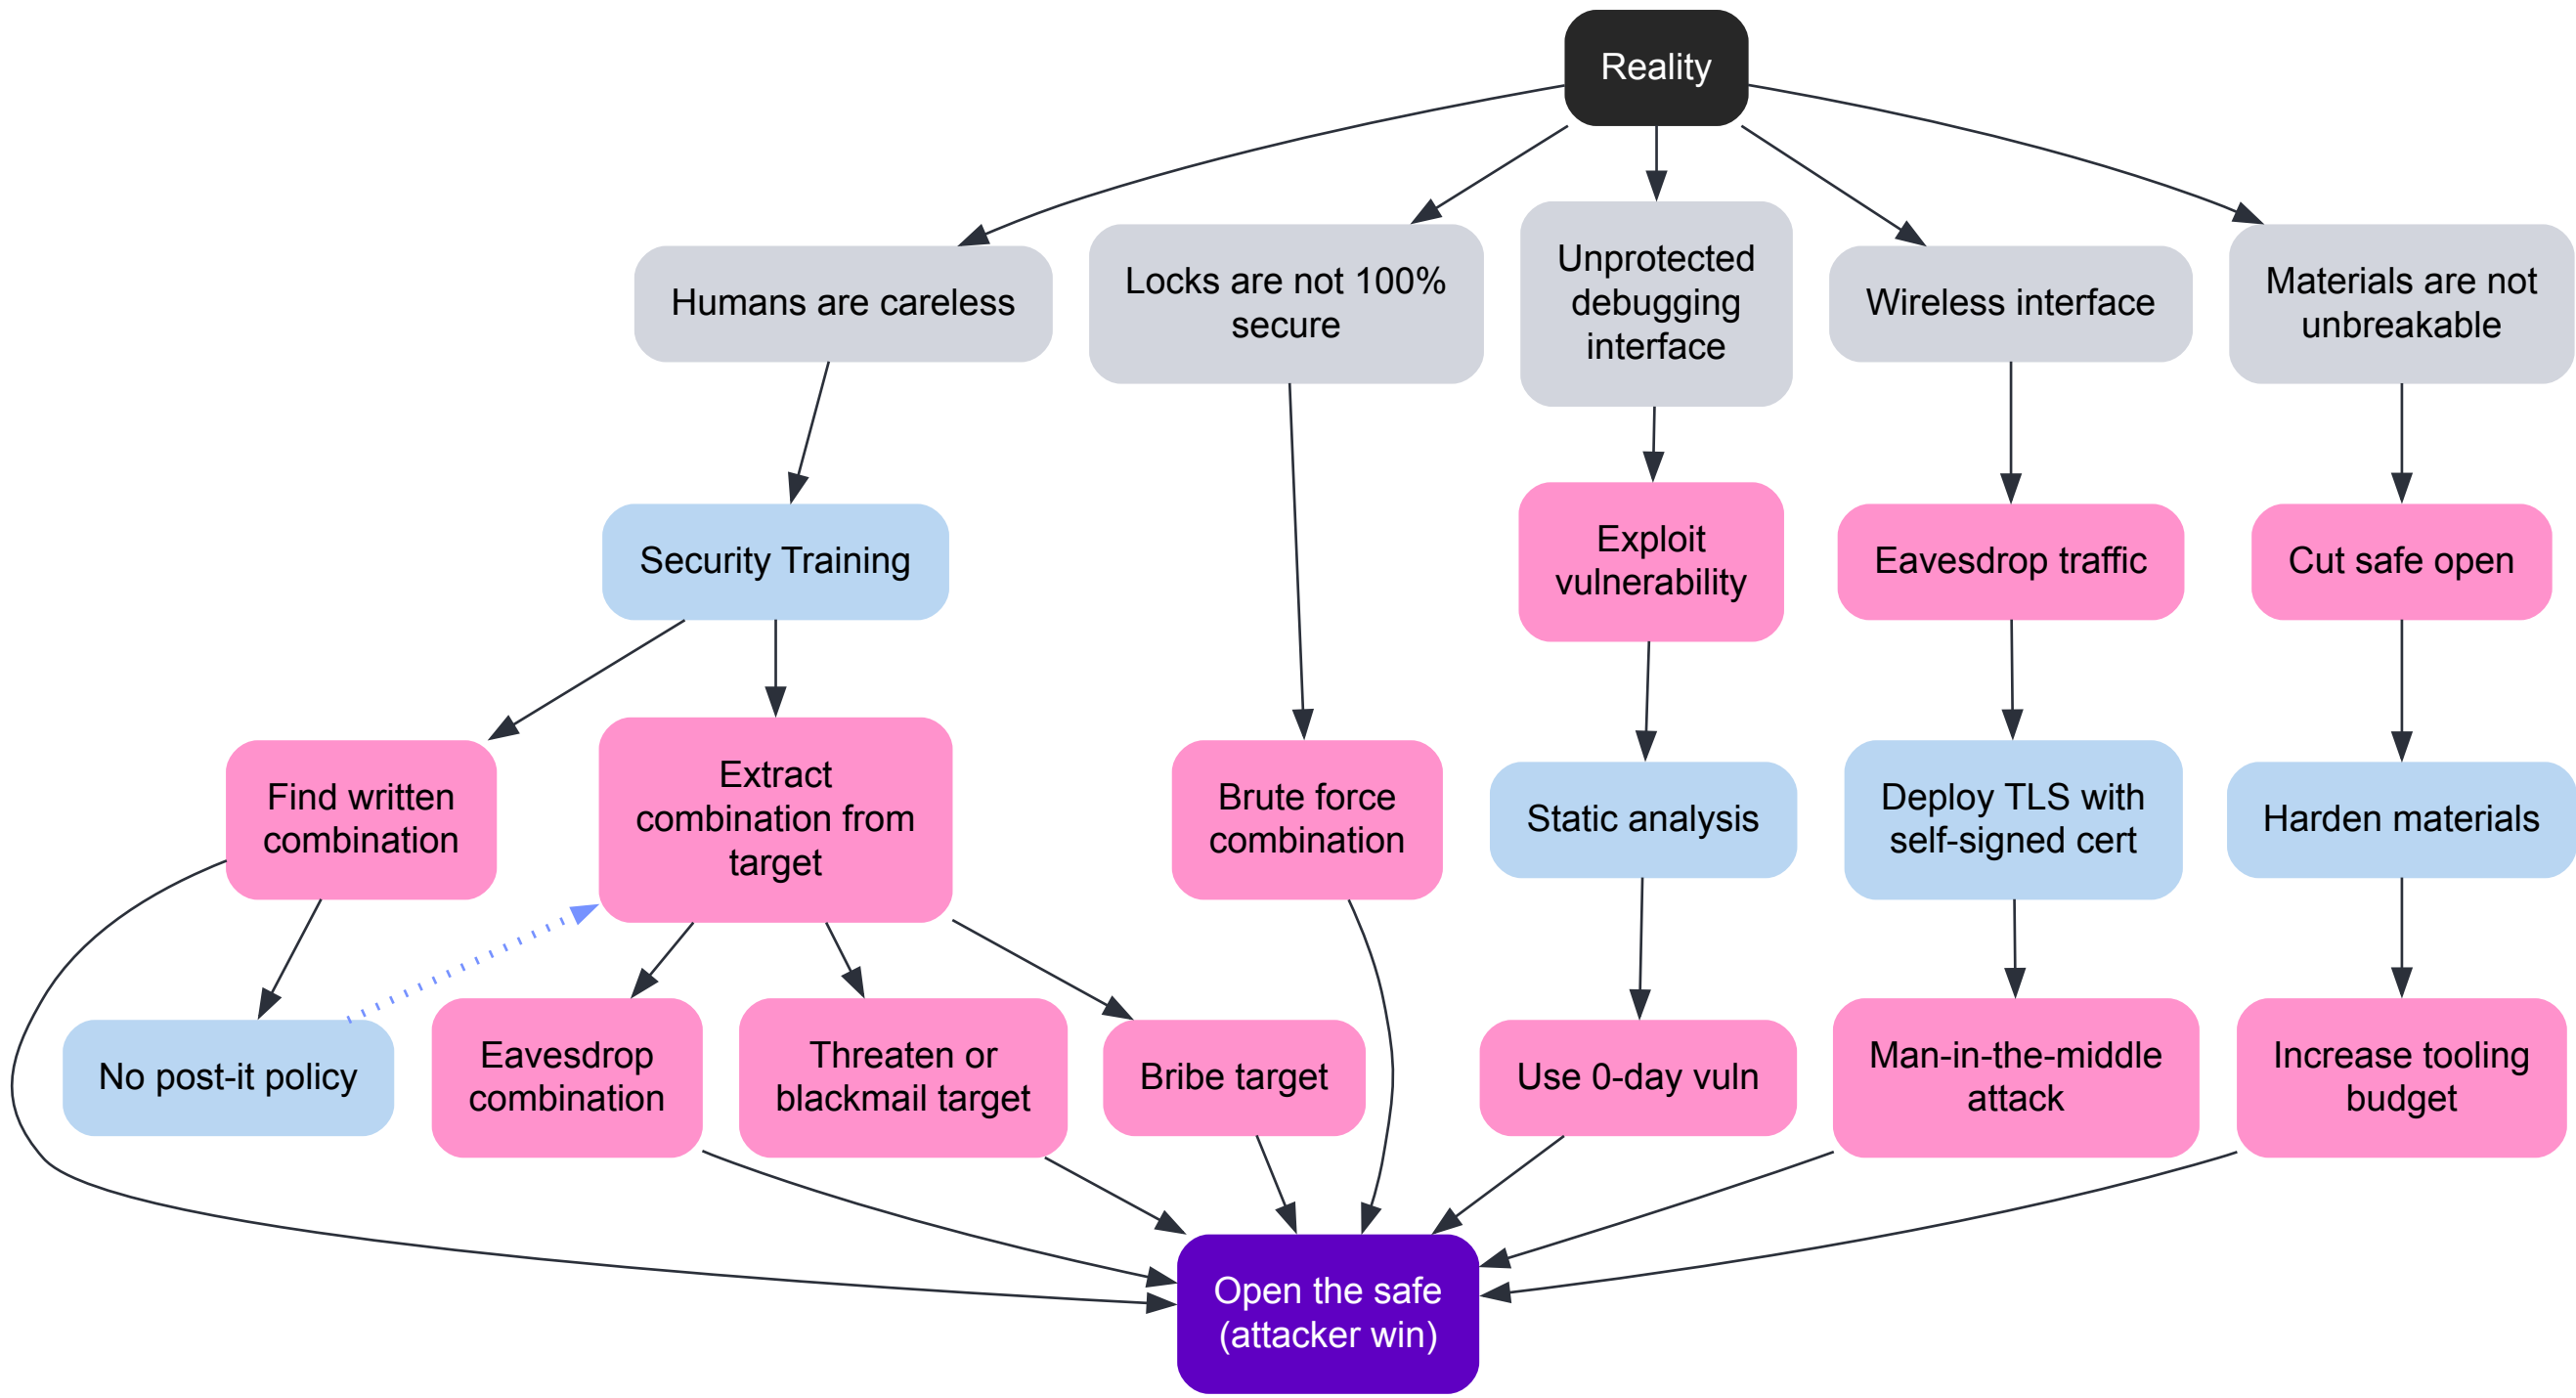 Reality
Humans are careless
Locks are not 100%
secure
Unprotected
debugging
interface
Wireless interface
Materials are not
unbreakable
Security Training
Exploit
vulnerability
Eavesdrop traffic
Cut safe open
Find written
combination
Extract
combination from
target
Brute force
combination
Static analysis
Deploy TLS with
self-signed cert
Harden materials
No post-it policy
Eavesdrop
combination
Threaten or
blackmail target
Bribe target
Use 0-day vuln
Man-in-the-middle
attack
Increase tooling
budget
Open the safe
(attacker win)